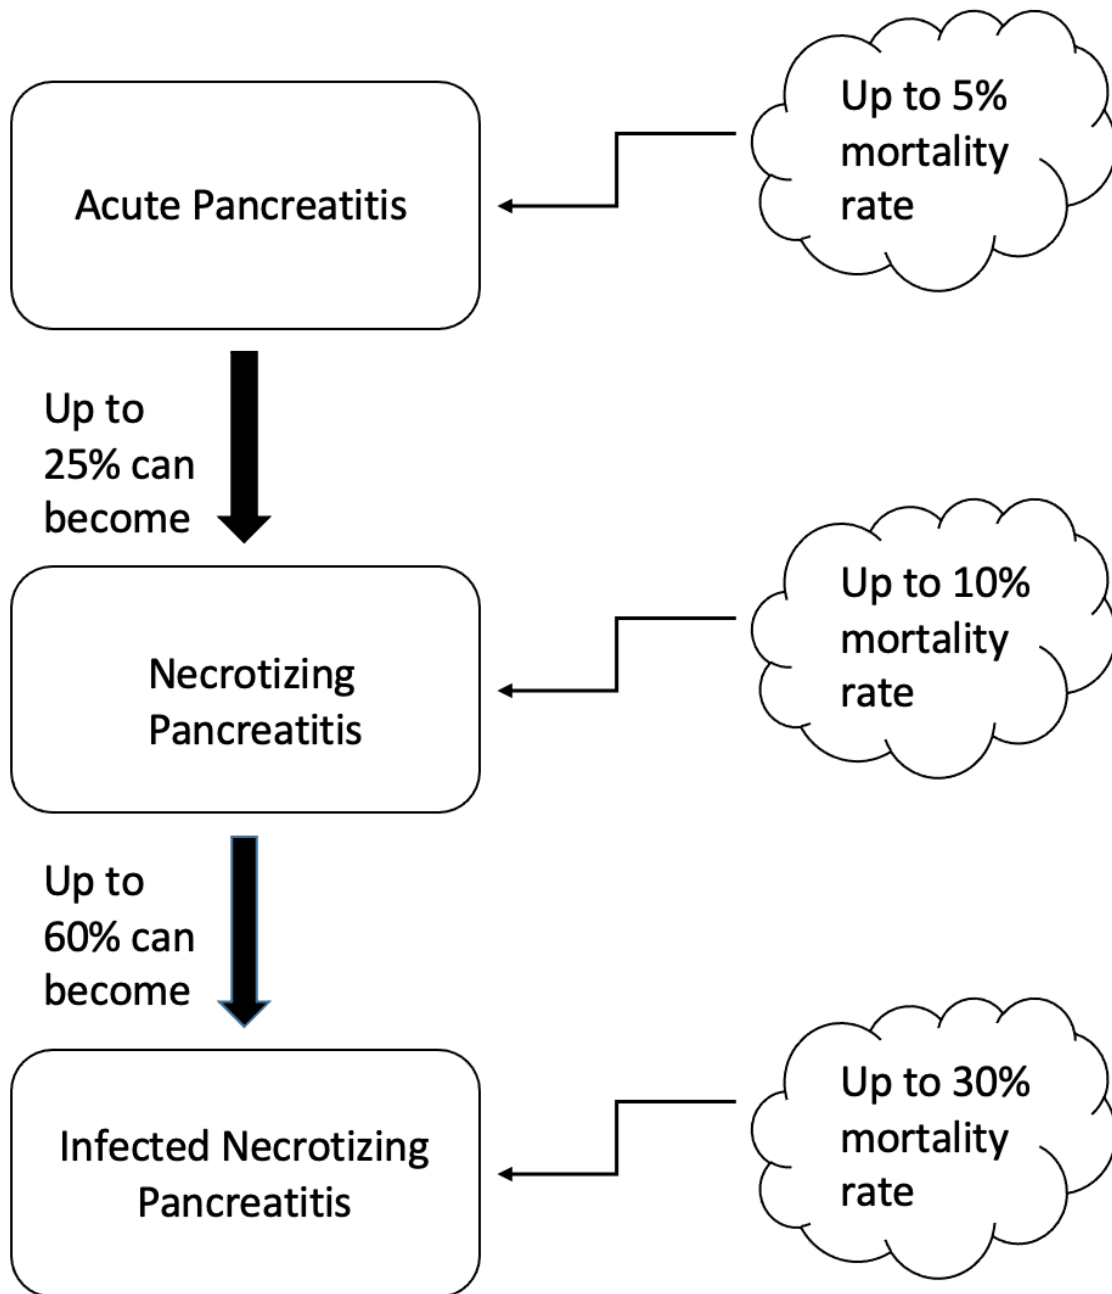 Acute Pancreatitis
Up to 5%
mortality
rate
Up to
25% can
become
Necrotizing
Pancreatitis
Up to 10%
mortality
rate
Up to
60% can
become
Infected Necrotizing
Pancreatitis
Up to 30%
mortality
rate